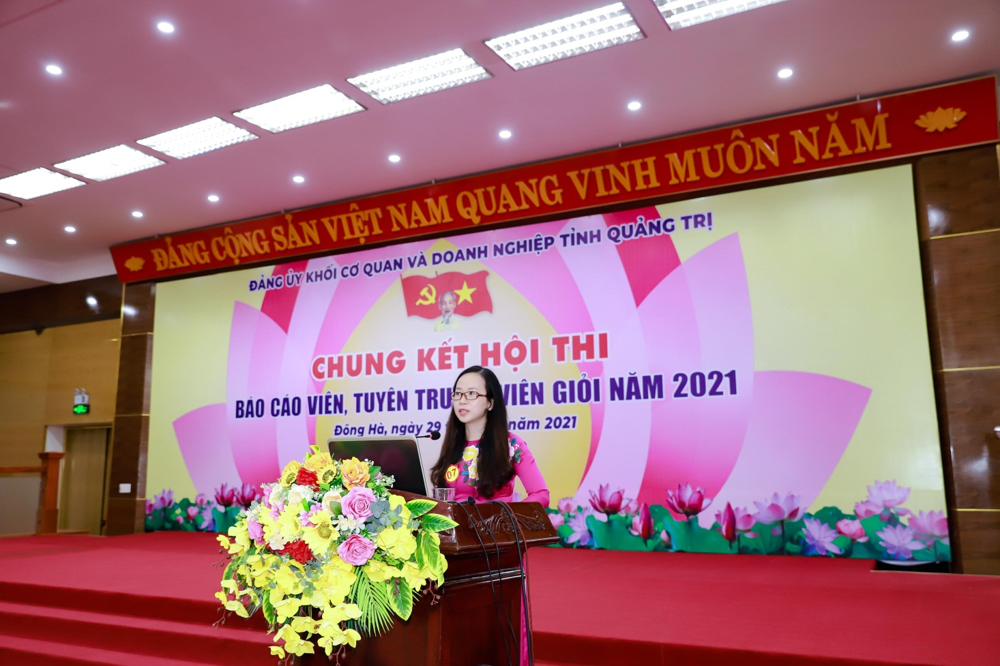 ĐẢNG CỘNG SẢN VIỆT NAM QUANG VINH MUÔN NĂM
ĐẢNG ỦY KHỐI CƠ QUAN VÀ DOANH NGHIỆP TỈNH QUẢNG TRỊ
CHUNG KẾT HỘI THI
BÁO CÁO VIÊN, TUYÊN TRU VIÊN GIỎI NĂM 2021
Đông Hà, ngày 29 năm 2021
07